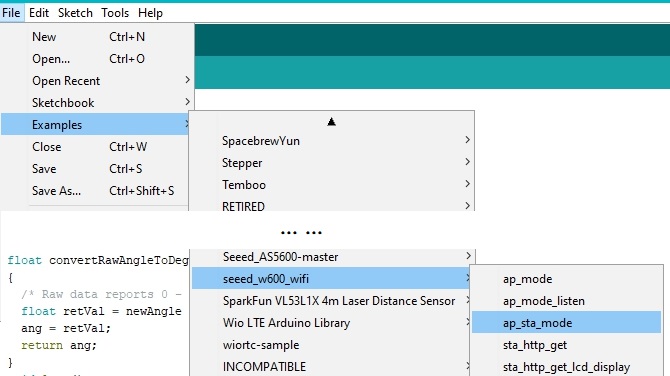 File Edit Sketch Tools Help
New Ctrl+N
Open... Ctrl+O
Open Recent
Sketchbook
Examples
Close Ctrl+W
Save Ctrl+S
Save As... Ctrl+Shift+S
SpacebrewYun
Stepper
Temboo
RETIRED
... ...
Seeed_AS5600-master
seeed_w600_wifi
SparkFun VL53L1X 4m Laser Distance Sensor
Wio LTE Arduino Library
wiortc-sample
INCOMPATIBLE
ap_mode
ap_mode_listen
ap_sta_mode
sta_http_get
sta_http_get_lcd_display
float convertRawAngleToDeg
{
/* Raw data reports 0 -
float retVal = newAngle
ang = retVal;
return ang;
}